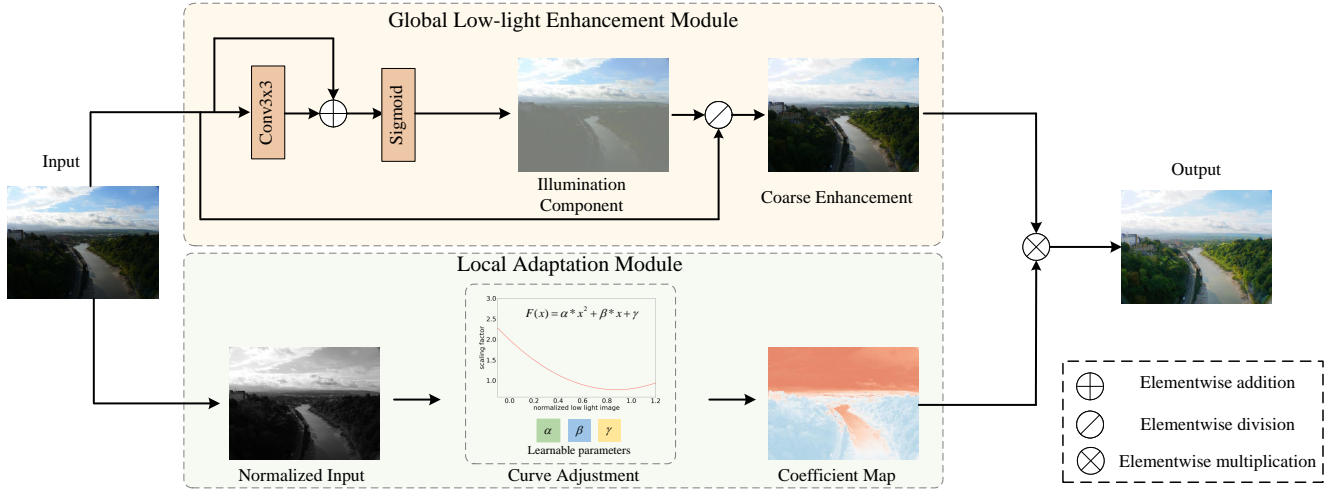 Global Low-light Enhancement Module
Conv3x3
Sigmoid
Input
Illumination
Component
Coarse Enhancement
Output
Local Adaptation Module
3.0
2.5
2.0
1.5
1.0
scaling factor
F(x) = α * x² + β * x + γ
0.0 0.2 0.4 0.6 0.8 1.0 1.2
normalized low light image
α β γ
Learnable parameters
Normalized Input
Curve Adjustment
Coefficient Map
Elementwise addition
Elementwise division
Elementwise multiplication